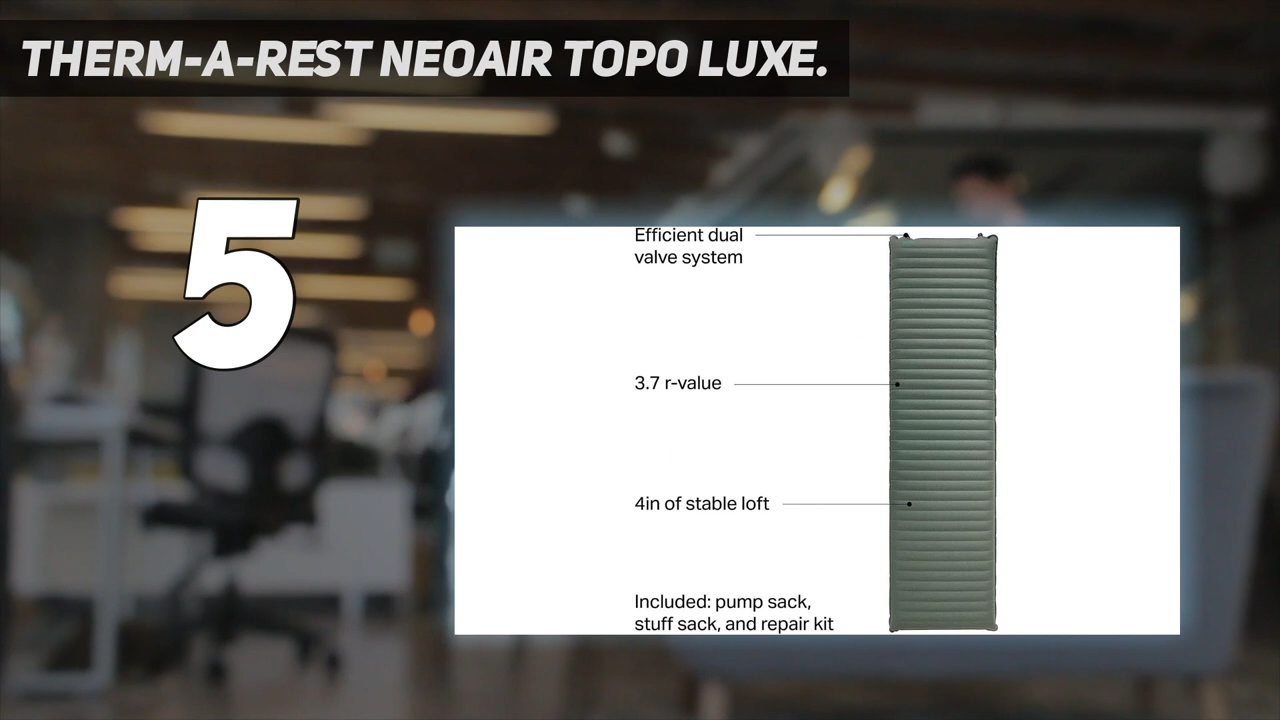 THERM-A-REST NEOAIR TOPO LUXE.
5
Efficient dual
valve system
3.7 r-value
4in of stable loft
Included: pump sack,
stuff sack, and repair kit